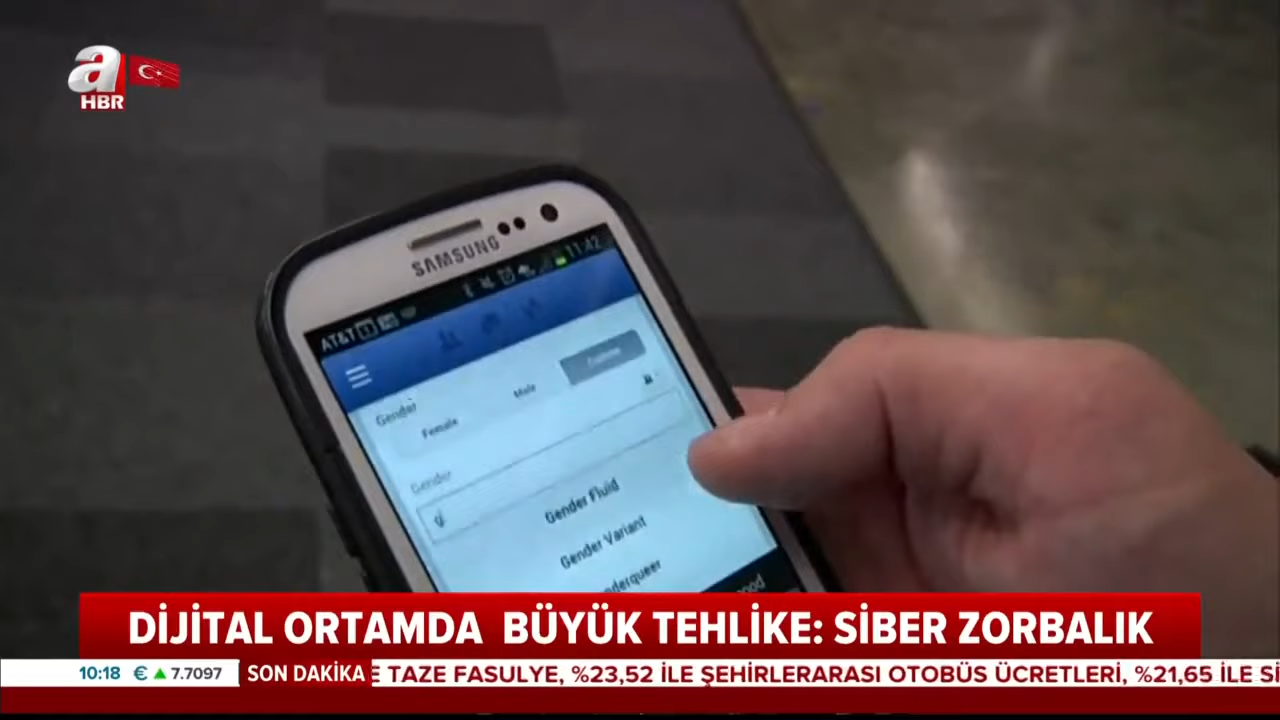 a
HBR
SAMSUNG
AT&T
11:42
Gender
Female
Male
Gender
g
Gender Fluid
Gender Variant
nderqueer
ood
DİJİTAL ORTAMDA BÜYÜK TEHLİKE: SİBER ZORBALIK
10:18 € ▲ 7.7097 SON DAKİKA E TAZE FASULYE, %23,52 İLE ŞEHİRLERARASI OTOBÜS ÜCRETLERİ, %21,65 İLE Sİ